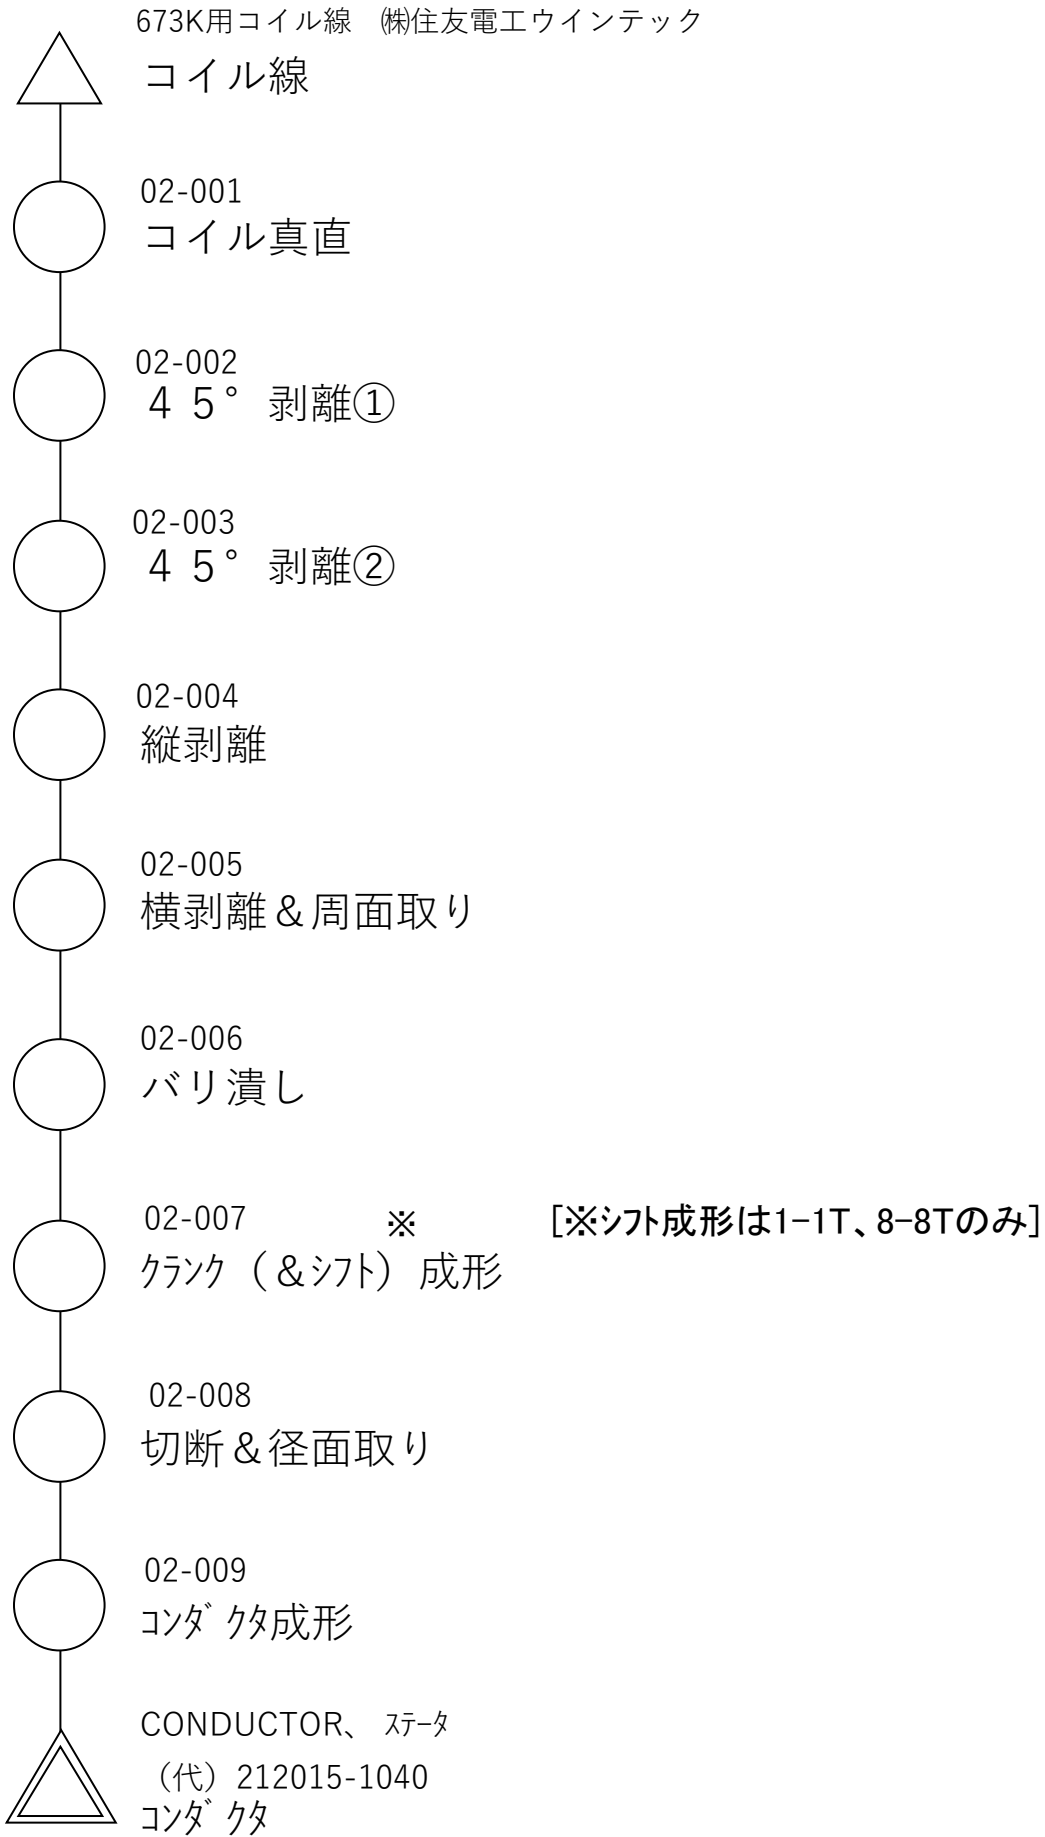 673K用コイル線　㈱住友電工ウインテック
コイル線
02-001
コイル真直
02-002
４５°剥離①
02-003
４５°剥離②
02-004
縦剥離
02-005
横剥離＆周面取り
02-006
バリ潰し
02-007　※　[※ｼﾌﾄ成形は1-1T、8-8Tのみ]
ｸﾗﾝｸ（＆ｼﾌﾄ）成形
02-008
切断＆径面取り
02-009
ｺﾝﾀﾞｸﾀ成形
CONDUCTOR、ｽﾃｰﾀ
（代）212015-1040
ｺﾝﾀﾞｸﾀ